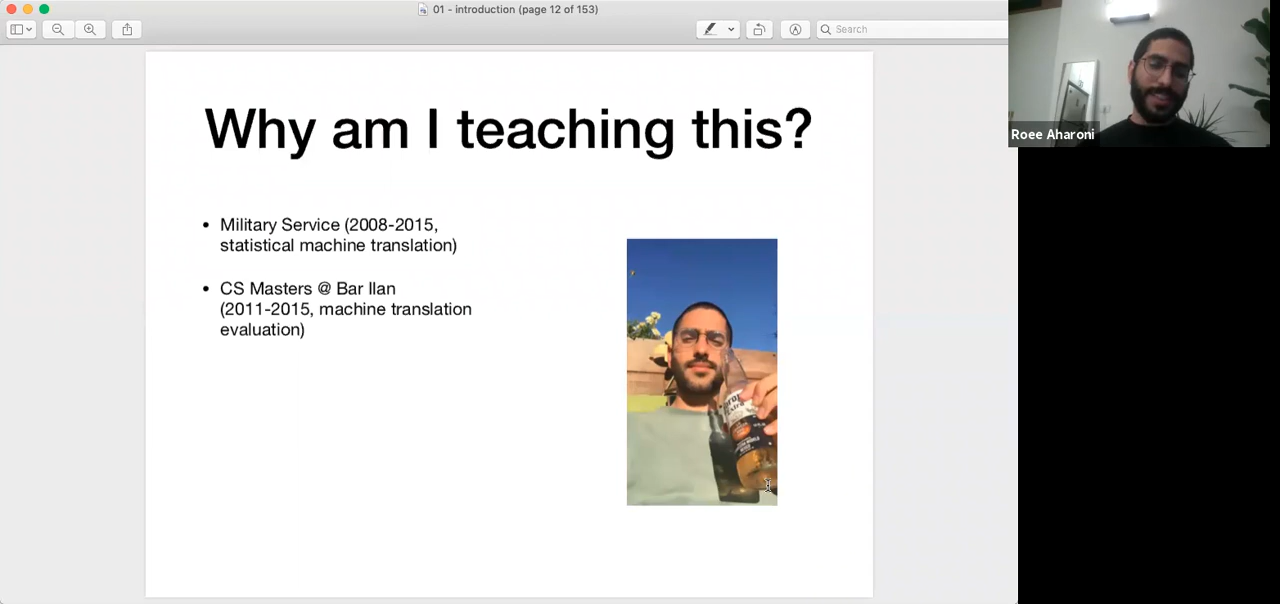 01 - introduction (page 12 of 153)
Search
Roee Aharoni
Why am I teaching this?
• Military Service (2008-2015,
statistical machine translation)
• CS Masters @ Bar Ilan
(2011-2015, machine translation
evaluation)